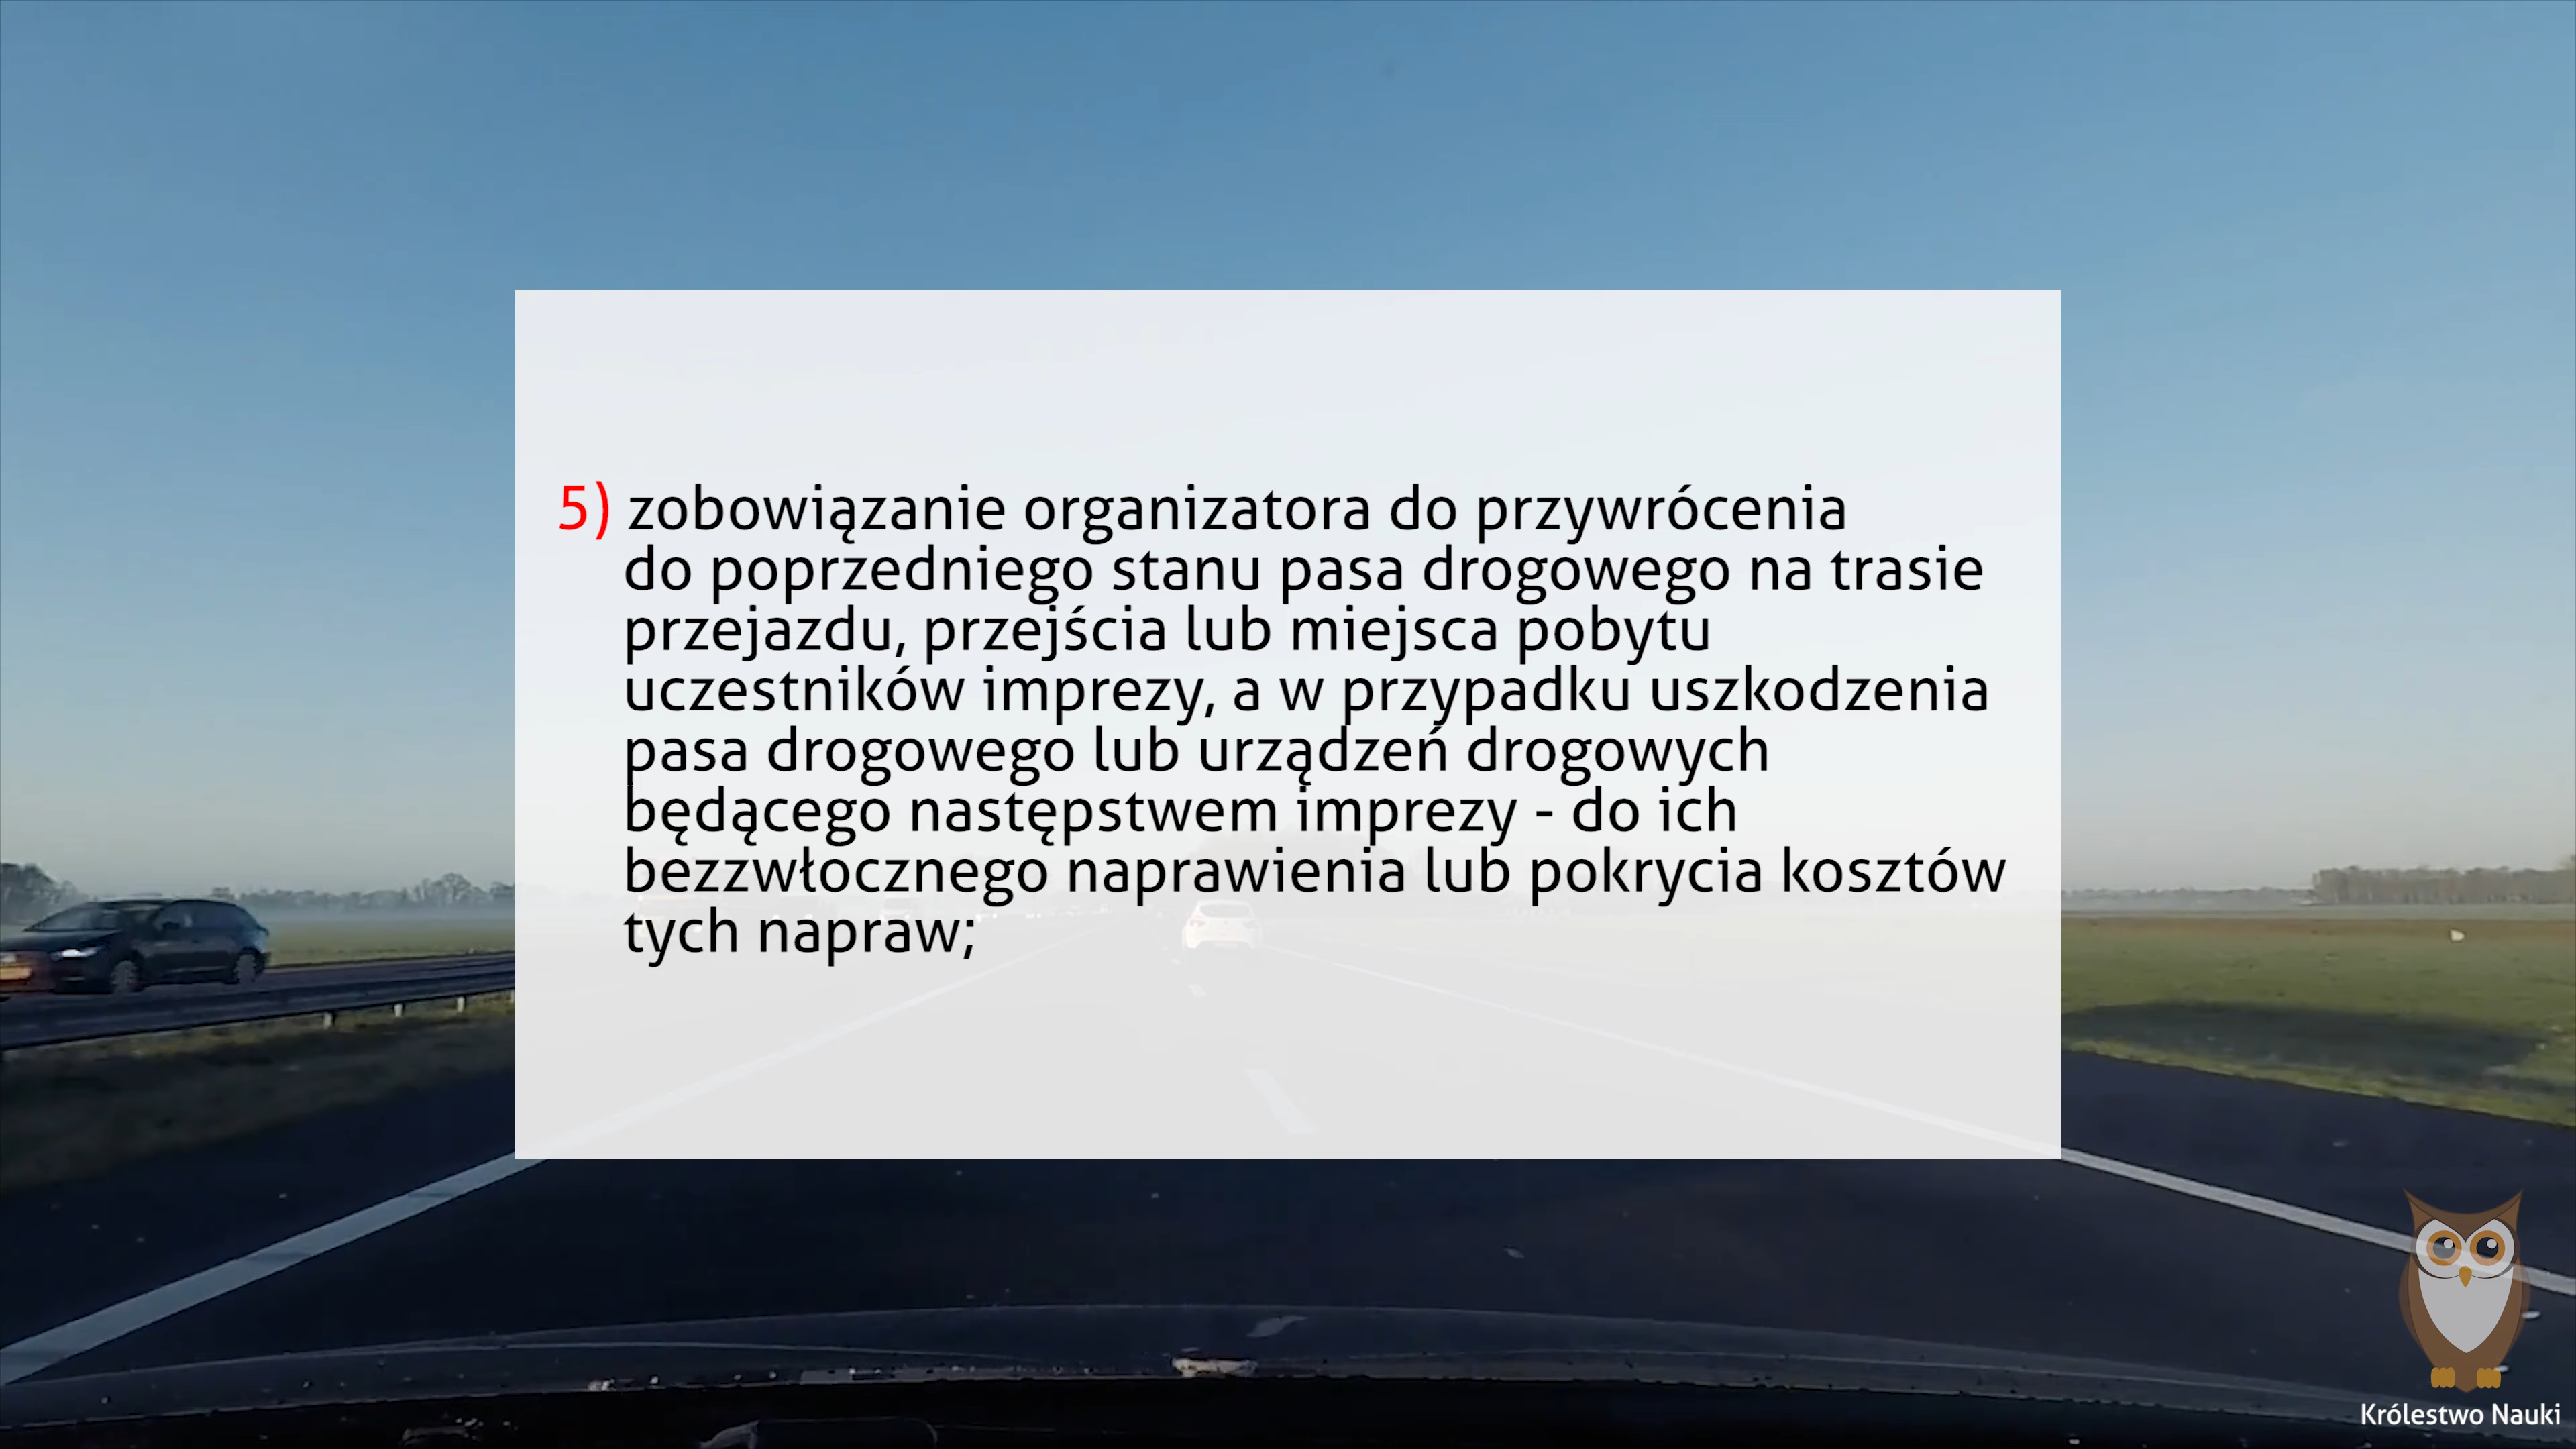 5) zobowiązanie organizatora do przywrócenia
do poprzedniego stanu pasa drogowego na trasie
przejazdu, przejścia lub miejsca pobytu
uczestników imprezy, a w przypadku uszkodzenia
pasa drogowego lub urządzeń drogowych
będącego następstwem imprezy - do ich
bezzwłocznego naprawienia lub pokrycia kosztów
tych napraw;
Królestwo Nauki